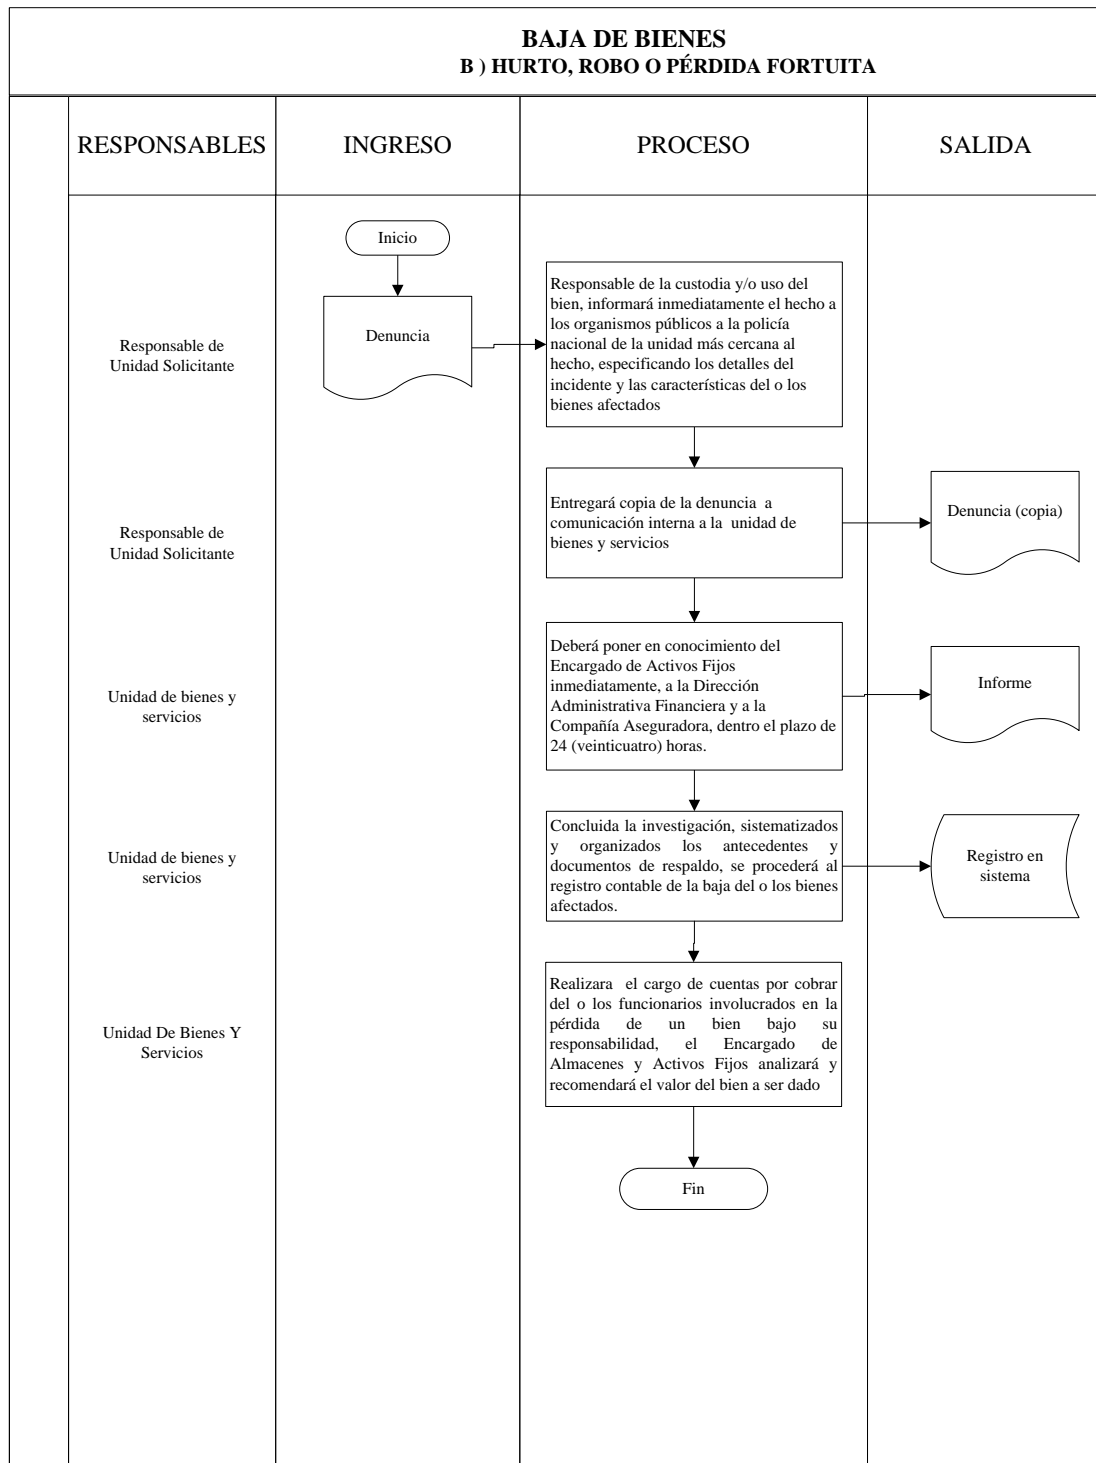 BAJA DE BIENES
B ) HURTO, ROBO O PÉRDIDA FORTUITA
RESPONSABLES
INGRESO
PROCESO
SALIDA
Inicio
Responsable de
Unidad Solicitante
Denuncia
Responsable de la custodia y/o uso del
bien, informará inmediatamente el hecho a
los organismos públicos a la policía
nacional de la unidad más cercana al
hecho, especificando los detalles del
incidente y las características del o los
bienes afectados
Responsable de
Unidad Solicitante
Entregará copia de la denuncia a
comunicación interna a la unidad de
bienes y servicios
Denuncia (copia)
Unidad de bienes y
servicios
Deberá poner en conocimiento del
Encargado de Activos Fijos
inmediatamente, a la Dirección
Administrativa Financiera y a la
Compañía Aseguradora, dentro el plazo de
24 (veinticuatro) horas.
Informe
Unidad de bienes y
servicios
Concluida la investigación, sistematizados
y organizados los antecedentes y
documentos de respaldo, se procederá al
registro contable de la baja del o los bienes
afectados.
Registro en
sistema
Unidad De Bienes Y
Servicios
Realizara el cargo de cuentas por cobrar
del o los funcionarios involucrados en la
pérdida de un bien bajo su
responsabilidad, el Encargado de
Almacenes y Activos Fijos analizará y
recomendará el valor del bien a ser dado
Fin